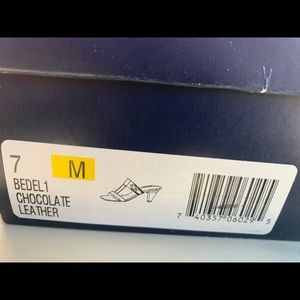 7 M
BEDEL1
CHOCOLATE
LEATHER
7 40357 06025 5